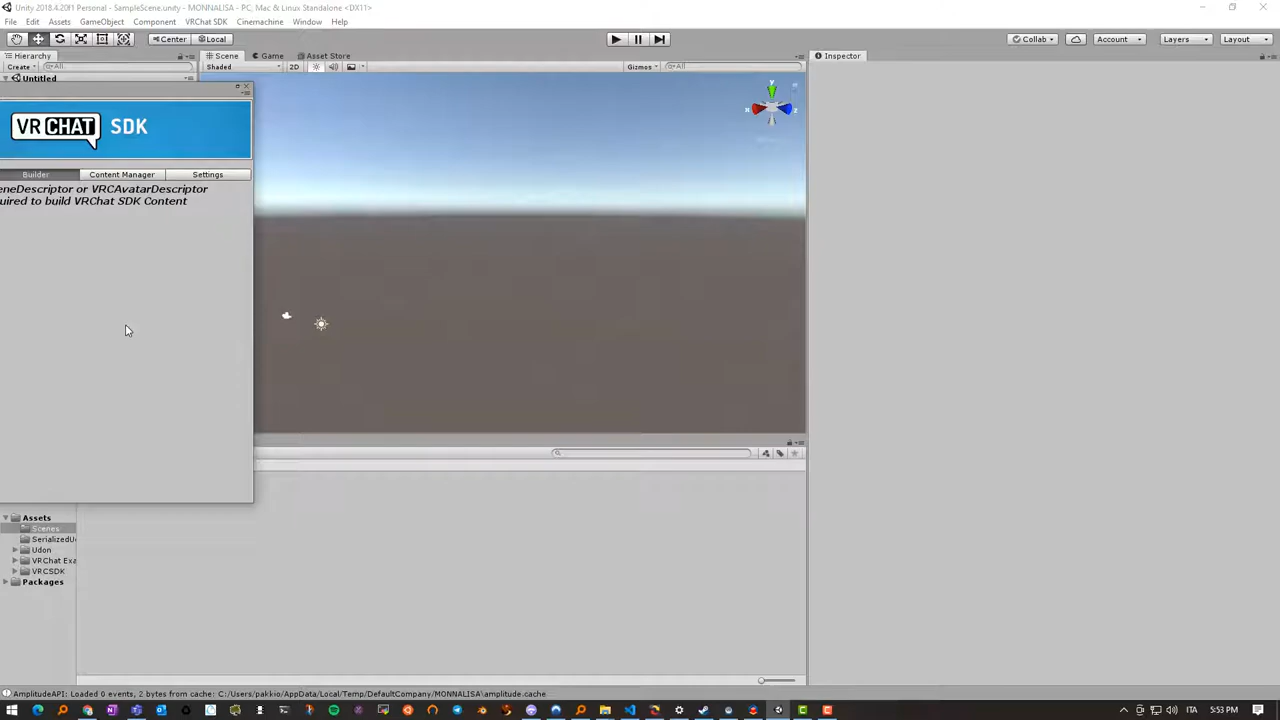 Unity 2018.4.20f1 Personal - SampleScene.unity - MONNALISA - PC, Mac & Linux Standalone <DX11>
File Edit Assets GameObject Component VRChat SDK Cinemachine Window Help
Center Local
Collab Account Layers Layout
Hierarchy Scene Game Asset Store Inspector
Create All Shaded 2D Gizmos All
Untitled
y
x z
VRCHAT SDK
Builder Content Manager Settings
eneDescriptor or VRCAvatarDescriptor
uired to build VRChat SDK Content
Assets
Scenes
SerializedU
Udon
VRChat Exa
VRCSDK
Packages
AmplitudeAPI: Loaded 0 events, 2 bytes from cache: C:/Users/pakkio/AppData/Local/Temp/DefaultCompany/MONNALISA\amplitude.cache
ITA 5:53 PM